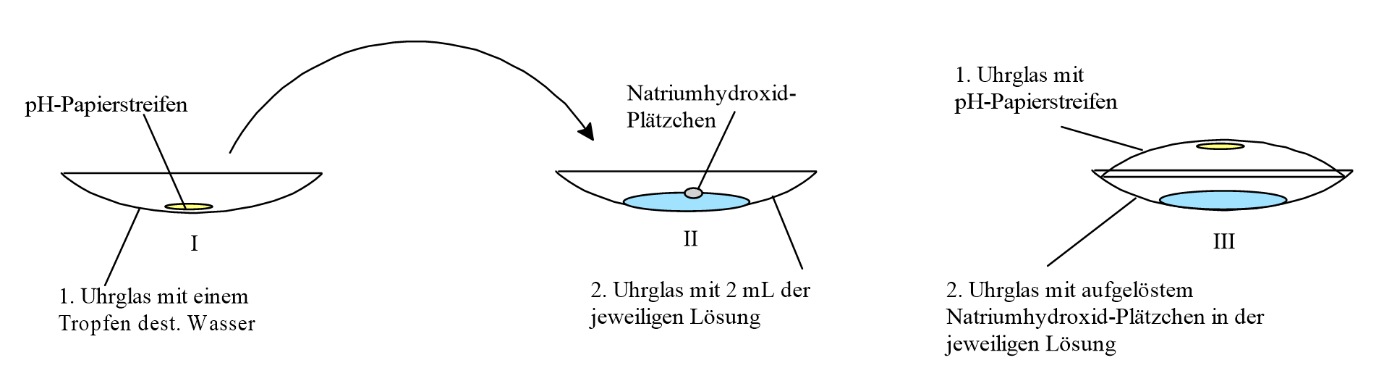 pH-Papierstreifen
I
1. Uhrglas mit einem
Tropfen dest. Wasser
Natriumhydroxid-
Plätzchen
II
2. Uhrglas mit 2 mL der
jeweiligen Lösung
1. Uhrglas mit
pH-Papierstreifen
III
2. Uhrglas mit aufgelöstem
Natriumhydroxid-Plätzchen in der
jeweiligen Lösung